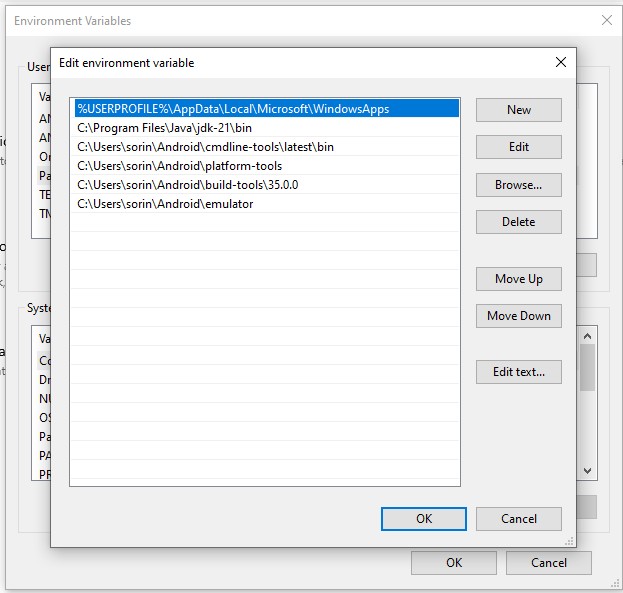 Environment Variables
Edit environment variable
User
Va
AN
AN
On
Pa
TE
TM
%USERPROFILE%\AppData\Local\Microsoft\WindowsApps
C:\Program Files\Java\jdk-21\bin
C:\Users\sorin\Android\cmdline-tools\latest\bin
C:\Users\sorin\Android\platform-tools
C:\Users\sorin\Android\build-tools\35.0.0
C:\Users\sorin\Android\emulator
New
Edit
Browse...
Delete
Move Up
Move Down
Edit text...
Syste
Va
Co
Dr
NU
OS
Pa
PA
PR
OK
Cancel
OK
Cancel